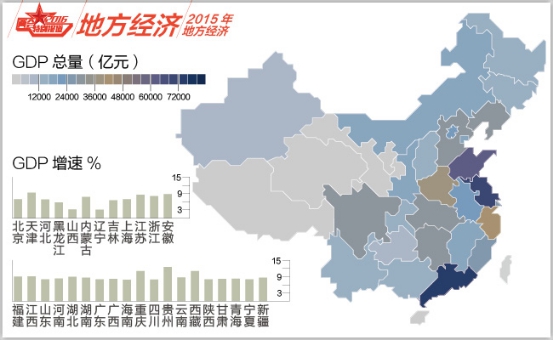 地方经济
2015年
地方经济
GDP 总量（亿元）
12000 24000 36000 48000 60000 72000
GDP 增速 %
15
9
3
北京 天津 河北 黑龙江 山西 内蒙古 辽宁 吉林 上海 江苏 浙江 安徽
15
9
3
福建 江西 山东 河南 湖北 湖南 广东 广西 海南 重庆 四川 贵州 云南 西藏 陕西 甘肃 青海 宁夏 新疆